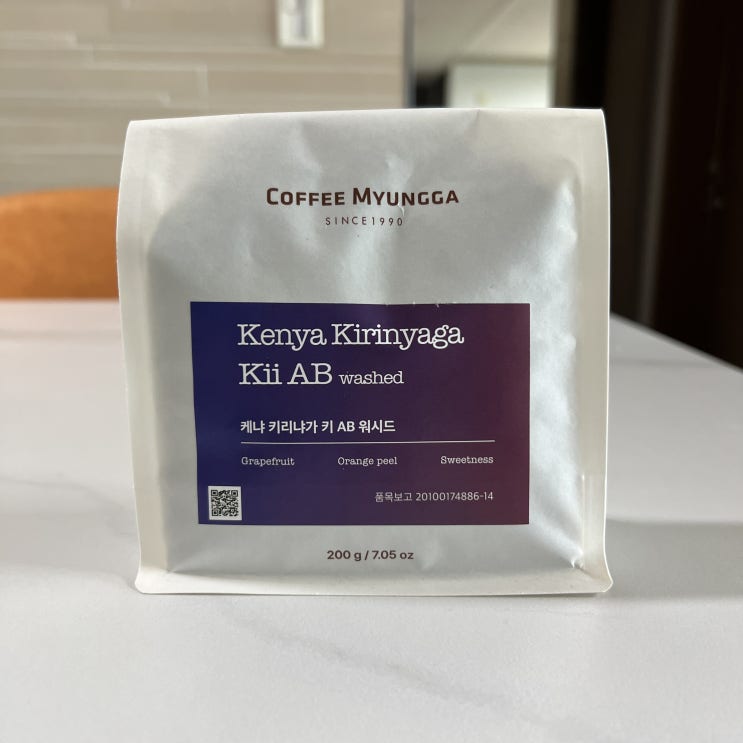 COFFEE MYUNGGA
SINCE1990
Kenya Kirinyaga
Kii AB washed
케냐 키리냐가 키 AB 워시드
Grapefruit Orange peel Sweetness
품목보고 20100174886-14
200 g / 7.05 oz